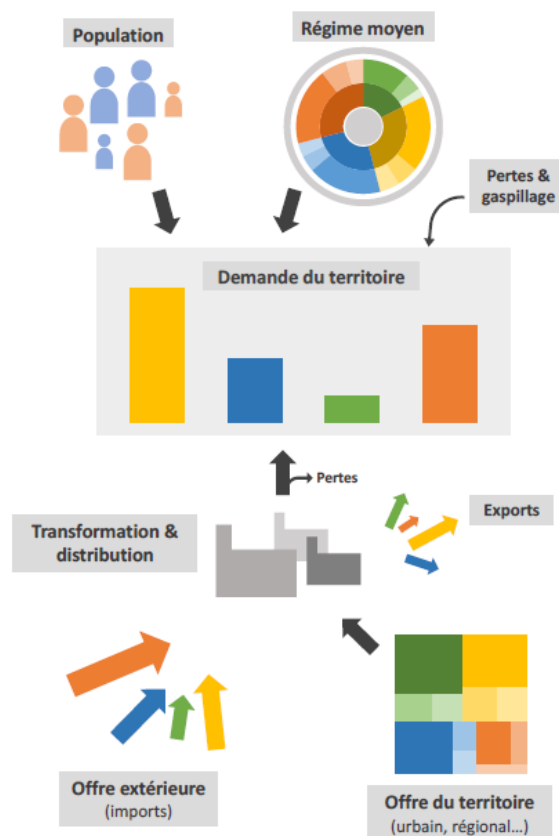 Population
Régime moyen
Pertes &
gaspillage
Demande du territoire
Pertes
Exports
Transformation &
distribution
Offre extérieure
(imports)
Offre du territoire
(urbain, régional…)